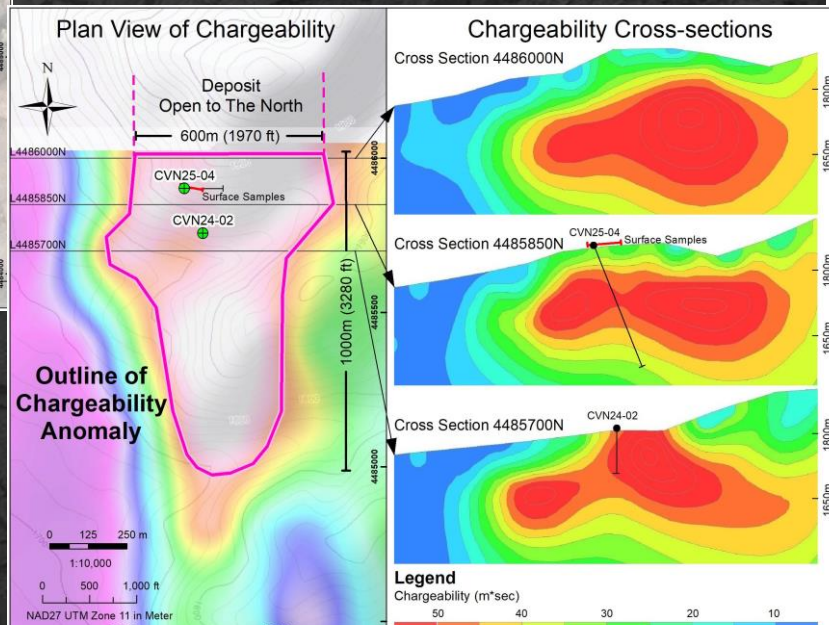 Plan View of Chargeability
N
Deposit
Open to The North
600m (1970 ft)
L4486000N
CVN25-04
Surface Samples
L4485850N
CVN24-02
L4485700N
4486000
4485500
4485000
1000m (3280 ft)
Outline of
Chargeability
Anomaly
0 125 250 m
1:10,000
0 500 1,000 ft
NAD27 UTM Zone 11 in Meter
Chargeability Cross-sections
Cross Section 4486000N
1800m
1650m
CVN25-04
Surface Samples
Cross Section 4485850N
1800m
1650m
CVN24-02
Cross Section 4485700N
1800m
1650m
Legend
Chargeability (m*sec)
50 40 30 20 10